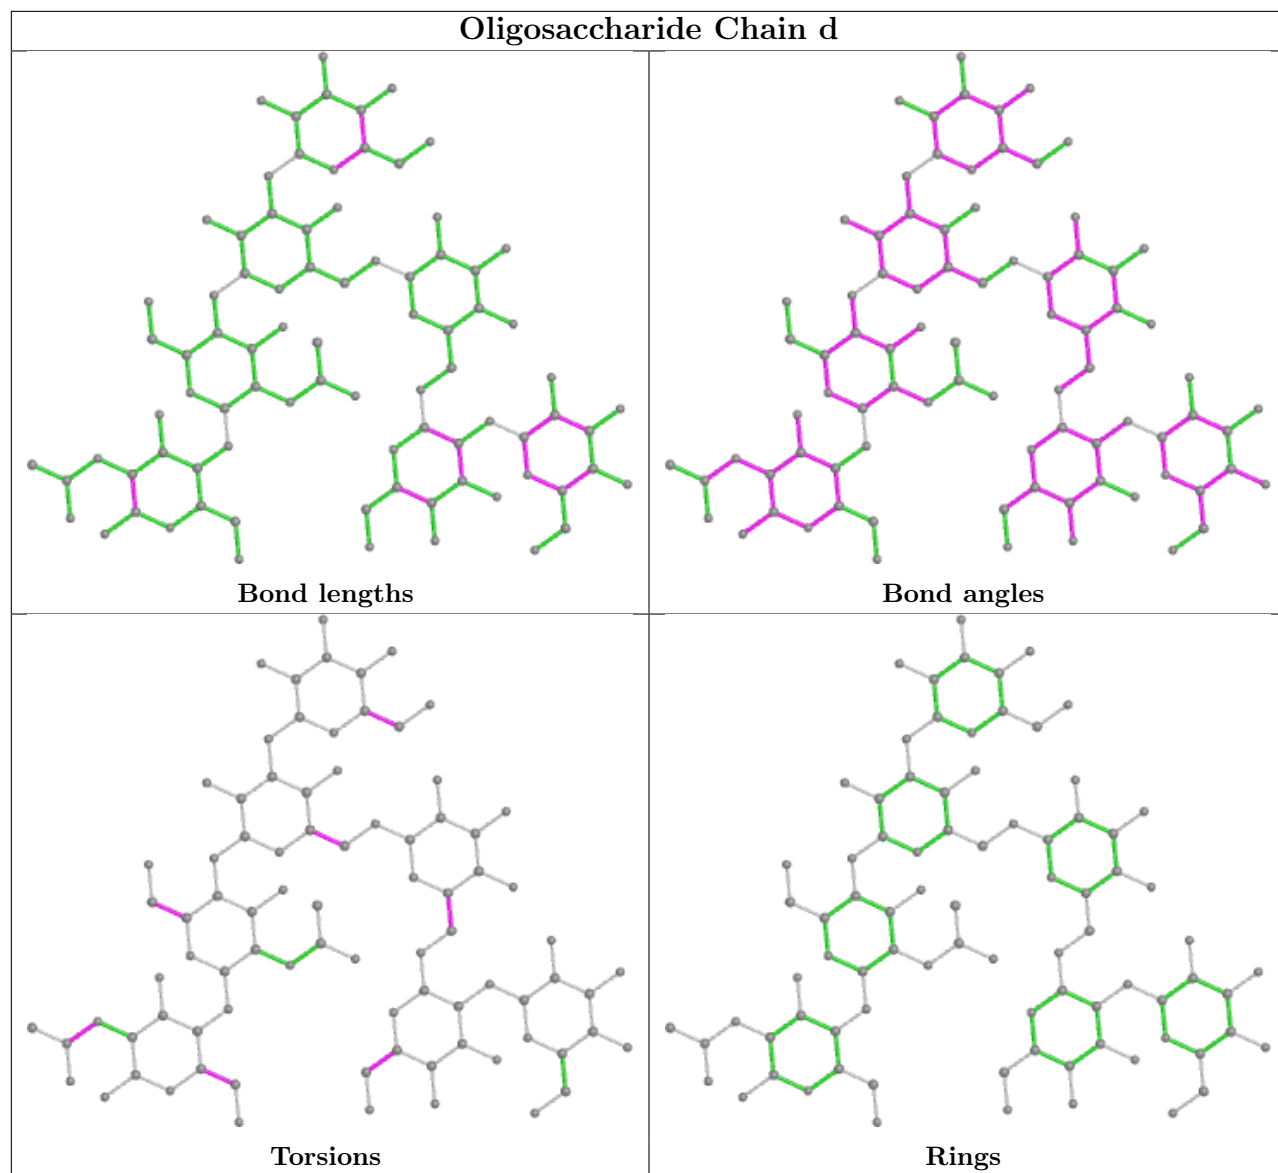 Oligosaccharide Chain d
Bond lengths
Bond angles
Torsions
Rings